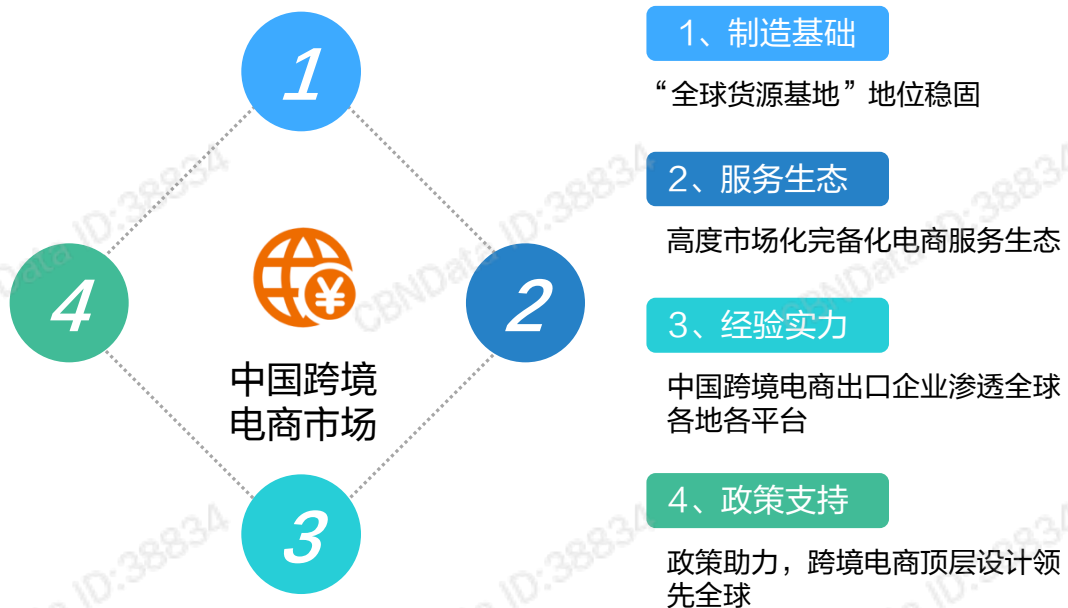 1
2
3
4
¥
中国跨境
电商市场
1、制造基础
“全球货源基地”地位稳固
2、服务生态
高度市场化完备化电商服务生态
3、经验实力
中国跨境电商出口企业渗透全球
各地各平台
4、政策支持
政策助力，跨境电商顶层设计领
先全球
CBNData ID:38834